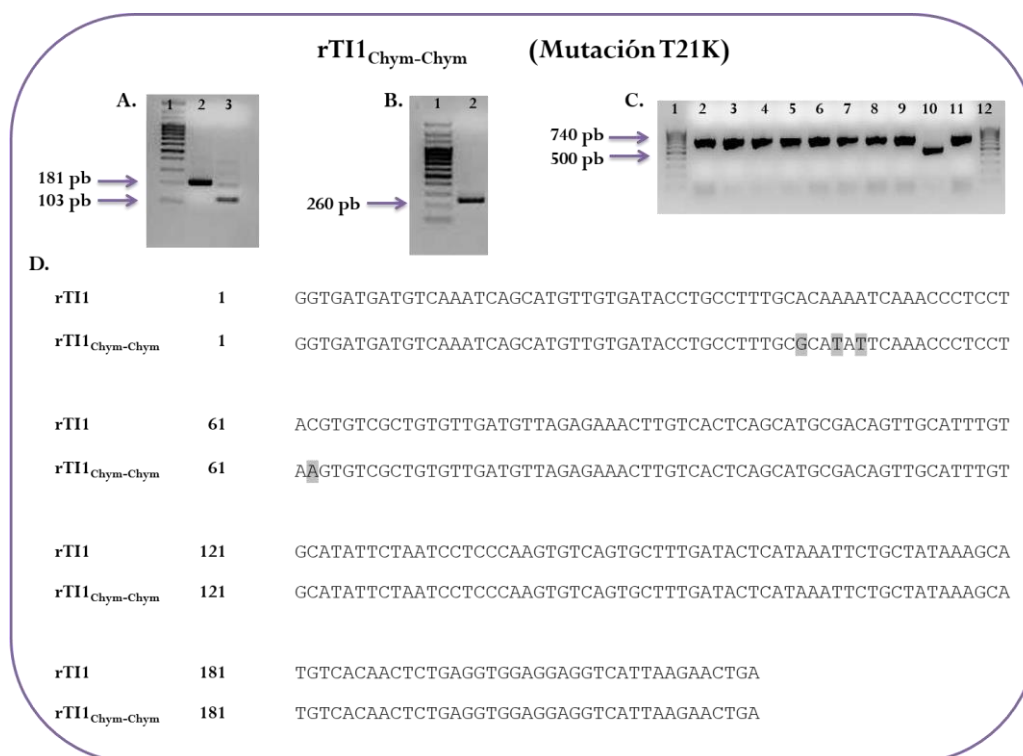 rTI1Chym-Chym (Mutación T21K)
A. 1 2 3
181 pb
103 pb
B. 1 2
260 pb
C. 1 2 3 4 5 6 7 8 9 10 11 12
740 pb
500 pb
D.
rTI1 1 GGTGATGATGTCAAATCAGCATGTTGTGATACCTGCCTTTGCACAAAATCAAACCCTCCT
rTI1Chym-Chym 1 GGTGATGATGTCAAATCAGCATGTTGTGATACCTGCCTTTGCGCATATTCAAACCCTCCT
rTI1 61 ACGTGTCGCTGTGTTGATGTTAGAGAAACTTGTCACTCAGCATGCGACAGTTGCATTTGT
rTI1Chym-Chym 61 AAGTGTCGCTGTGTTGATGTTAGAGAAACTTGTCACTCAGCATGCGACAGTTGCATTTGT
rTI1 121 GCATATTCTAATCCTCCCAAGTGTCAGTGCTTTGATACTCATAAATTCTGCTATAAAGCA
rTI1Chym-Chym 121 GCATATTCTAATCCTCCCAAGTGTCAGTGCTTTGATACTCATAAATTCTGCTATAAAGCA
rTI1 181 TGTCACAACTCTGAGGTGGAGGAGGTCATTAAGAACTGA
rTI1Chym-Chym 181 TGTCACAACTCTGAGGTGGAGGAGGTCATTAAGAACTGA